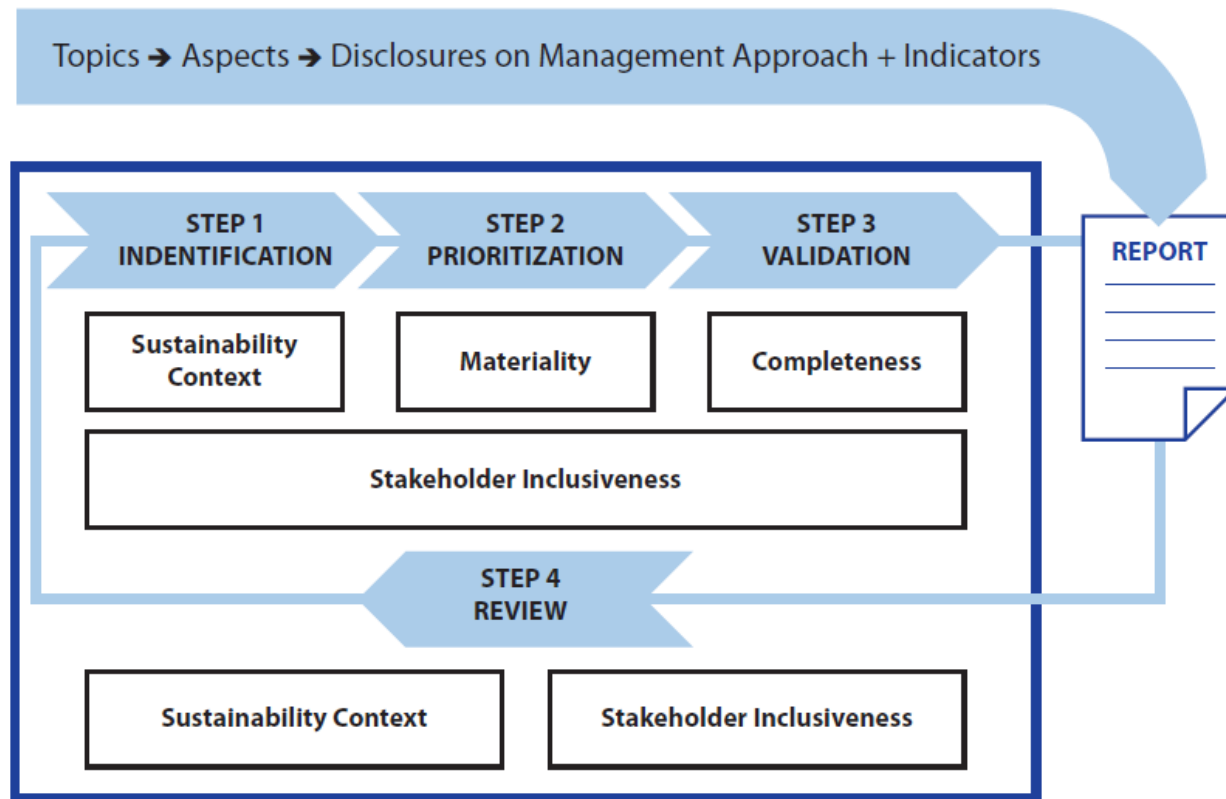 Topics ➔ Aspects ➔ Disclosures on Management Approach + Indicators
STEP 1
INDENTIFICATION
STEP 2
PRIORITIZATION
STEP 3
VALIDATION
REPORT
Sustainability
Context
Materiality
Completeness
Stakeholder Inclusiveness
STEP 4
REVIEW
Sustainability Context
Stakeholder Inclusiveness